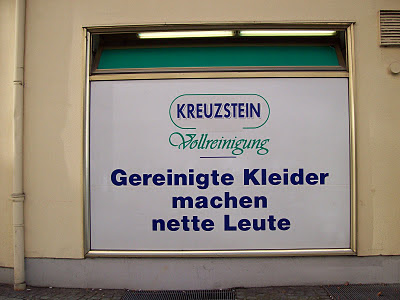 KREUZSTEIN
Vollreinigung
Gereinigte Kleider
machen
nette Leute